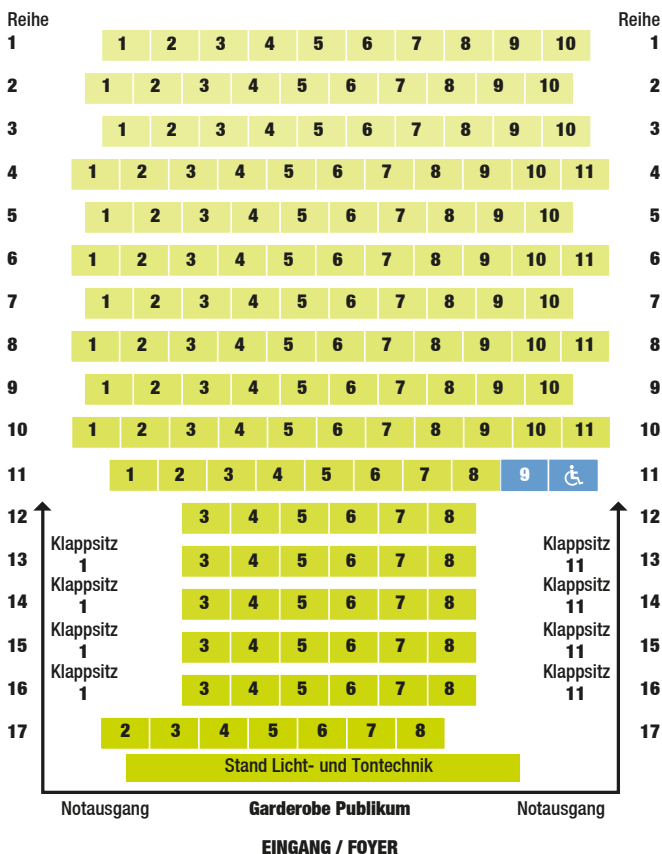 Reihe Reihe
1 1 2 3 4 5 6 7 8 9 10 1
2 1 2 3 4 5 6 7 8 9 10 2
3 1 2 3 4 5 6 7 8 9 10 3
4 1 2 3 4 5 6 7 8 9 10 11 4
5 1 2 3 4 5 6 7 8 9 10 5
6 1 2 3 4 5 6 7 8 9 10 11 6
7 1 2 3 4 5 6 7 8 9 10 7
8 1 2 3 4 5 6 7 8 9 10 11 8
9 1 2 3 4 5 6 7 8 9 10 9
10 1 2 3 4 5 6 7 8 9 10 11 10
11 1 2 3 4 5 6 7 8 9 11
12 3 4 5 6 7 8 12
Klappsitz Klappsitz
13 1 3 4 5 6 7 8 11 13
Klappsitz Klappsitz
14 1 3 4 5 6 7 8 11 14
Klappsitz Klappsitz
15 1 3 4 5 6 7 8 11 15
Klappsitz Klappsitz
16 1 3 4 5 6 7 8 11 16
17 2 3 4 5 6 7 8 17
Stand Licht- und Tontechnik
Notausgang Garderobe Publikum Notausgang
EINGANG / FOYER